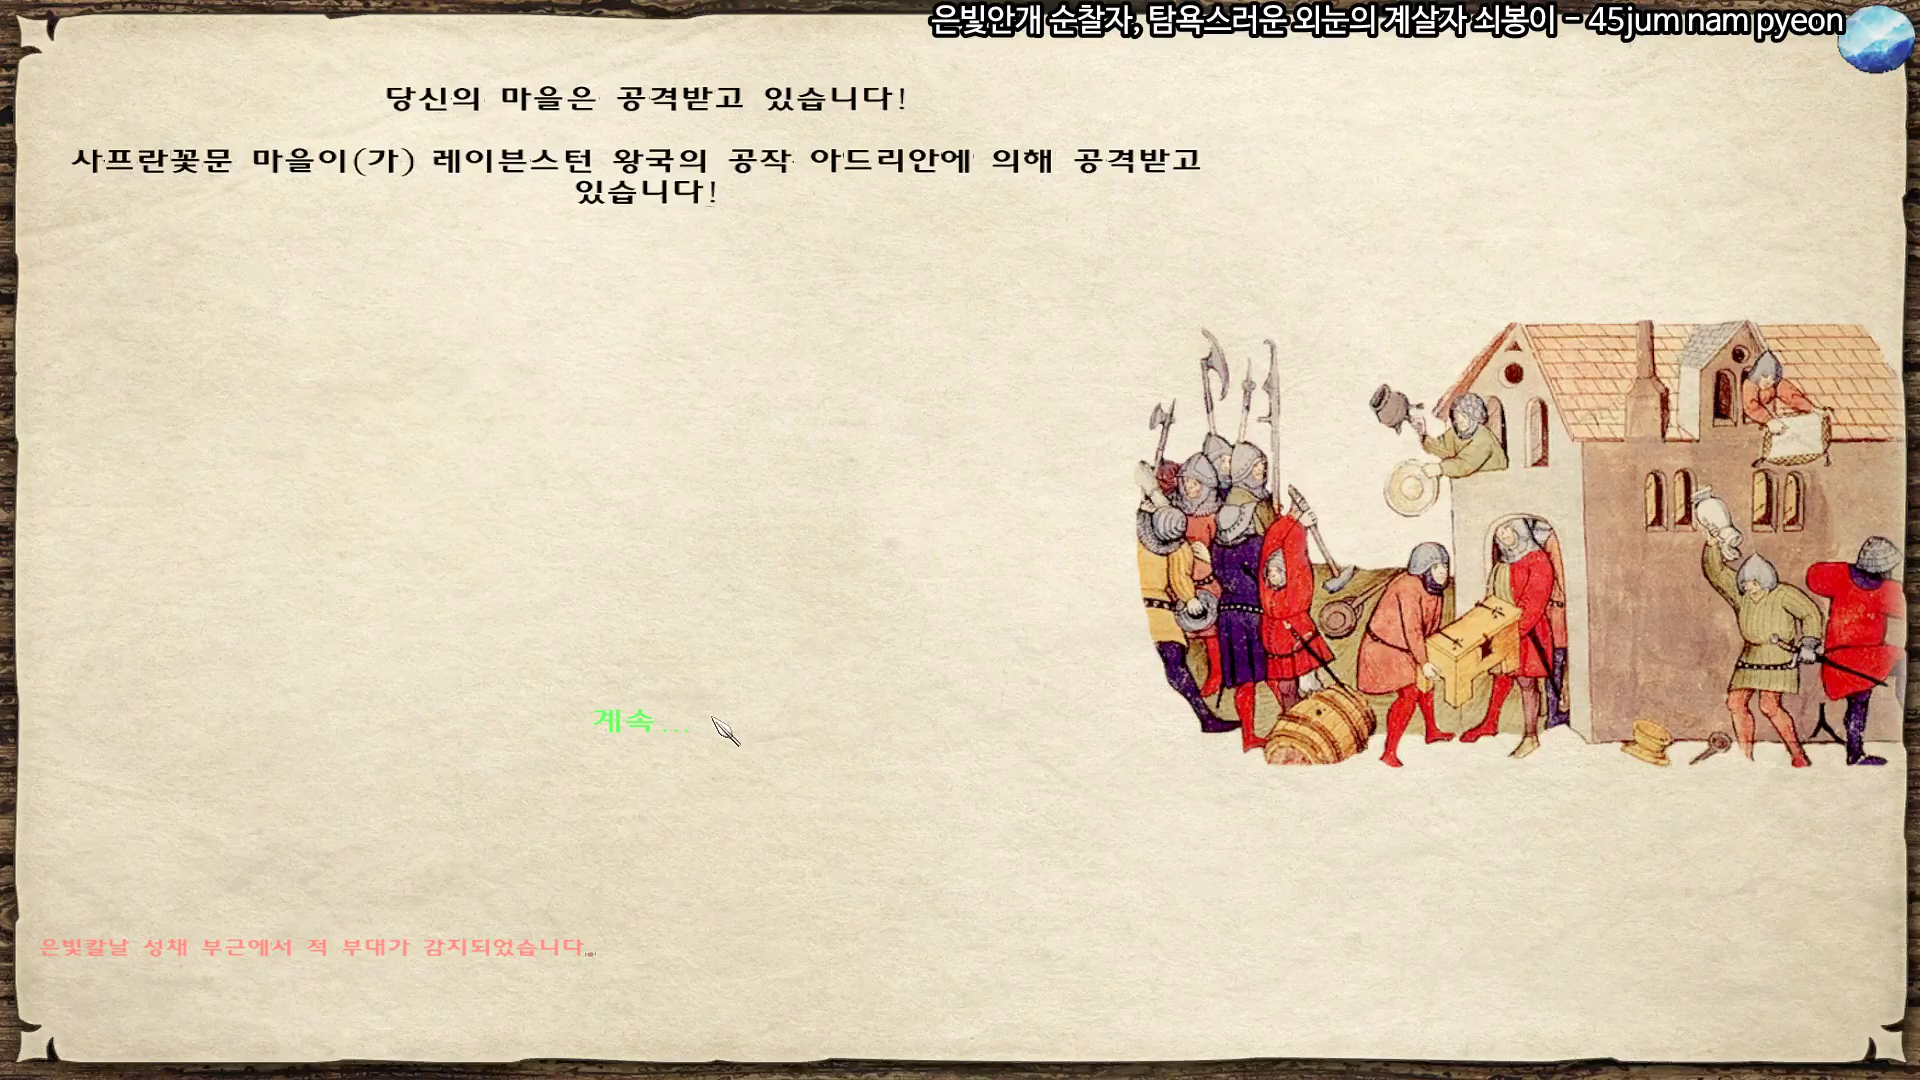 은빛안개 순찰자, 탐욕스러운 외눈의 계살자 쇠봉이 - 45jum nam pyeon
당신의 마을은 공격받고 있습니다!
사프란꽃문 마을이(가) 레이븐스턴 왕국의 공작 아드리안에 의해 공격받고
있습니다!
계속...
은빛칼날 성채 부근에서 적 부대가 감지되었습니다.